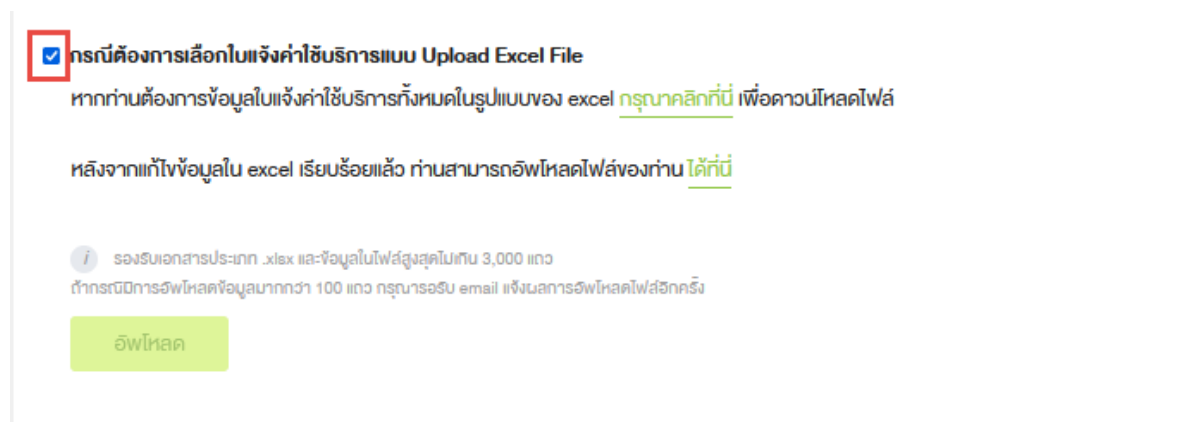 กรณีต้องการเลือกใบแจ้งค่าใช้บริการแบบ Upload Excel File
หากท่านต้องการข้อมูลใบแจ้งค่าใช้บริการทั้งหมดในรูปแบบของ excel กรุณาคลิกที่นี่ เพื่อดาวน์โหลดไฟล์
หลังจากแก้ไขข้อมูลใน excel เรียบร้อยแล้ว ท่านสามารถอัพโหลดไฟล์ของท่าน ได้ที่นี่
i รองรับเอกสารประเภท .xlsx และข้อมูลในไฟล์สูงสุดไม่เกิน 3,000 แถว
ถ้ากรณีมีการอัพโหลดข้อมูลมากกว่า 100 แถว กรุณารอรับ email แจ้งผลการอัพโหลดไฟล์อีกครั้ง
อัพโหลด